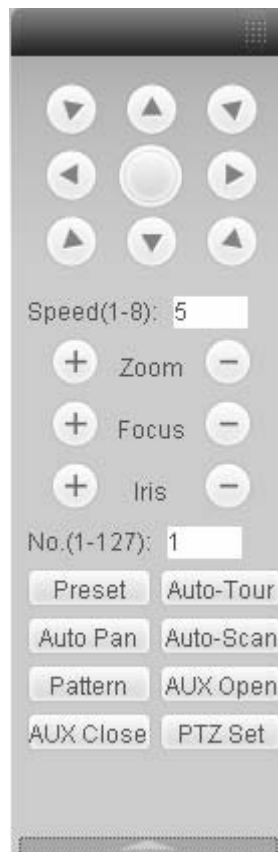 Speed(1-8): 5
+ Zoom −
+ Focus −
+ Iris −
No.(1-127): 1
Preset Auto-Tour
Auto Pan Auto-Scan
Pattern AUX Open
AUX Close PTZ Set